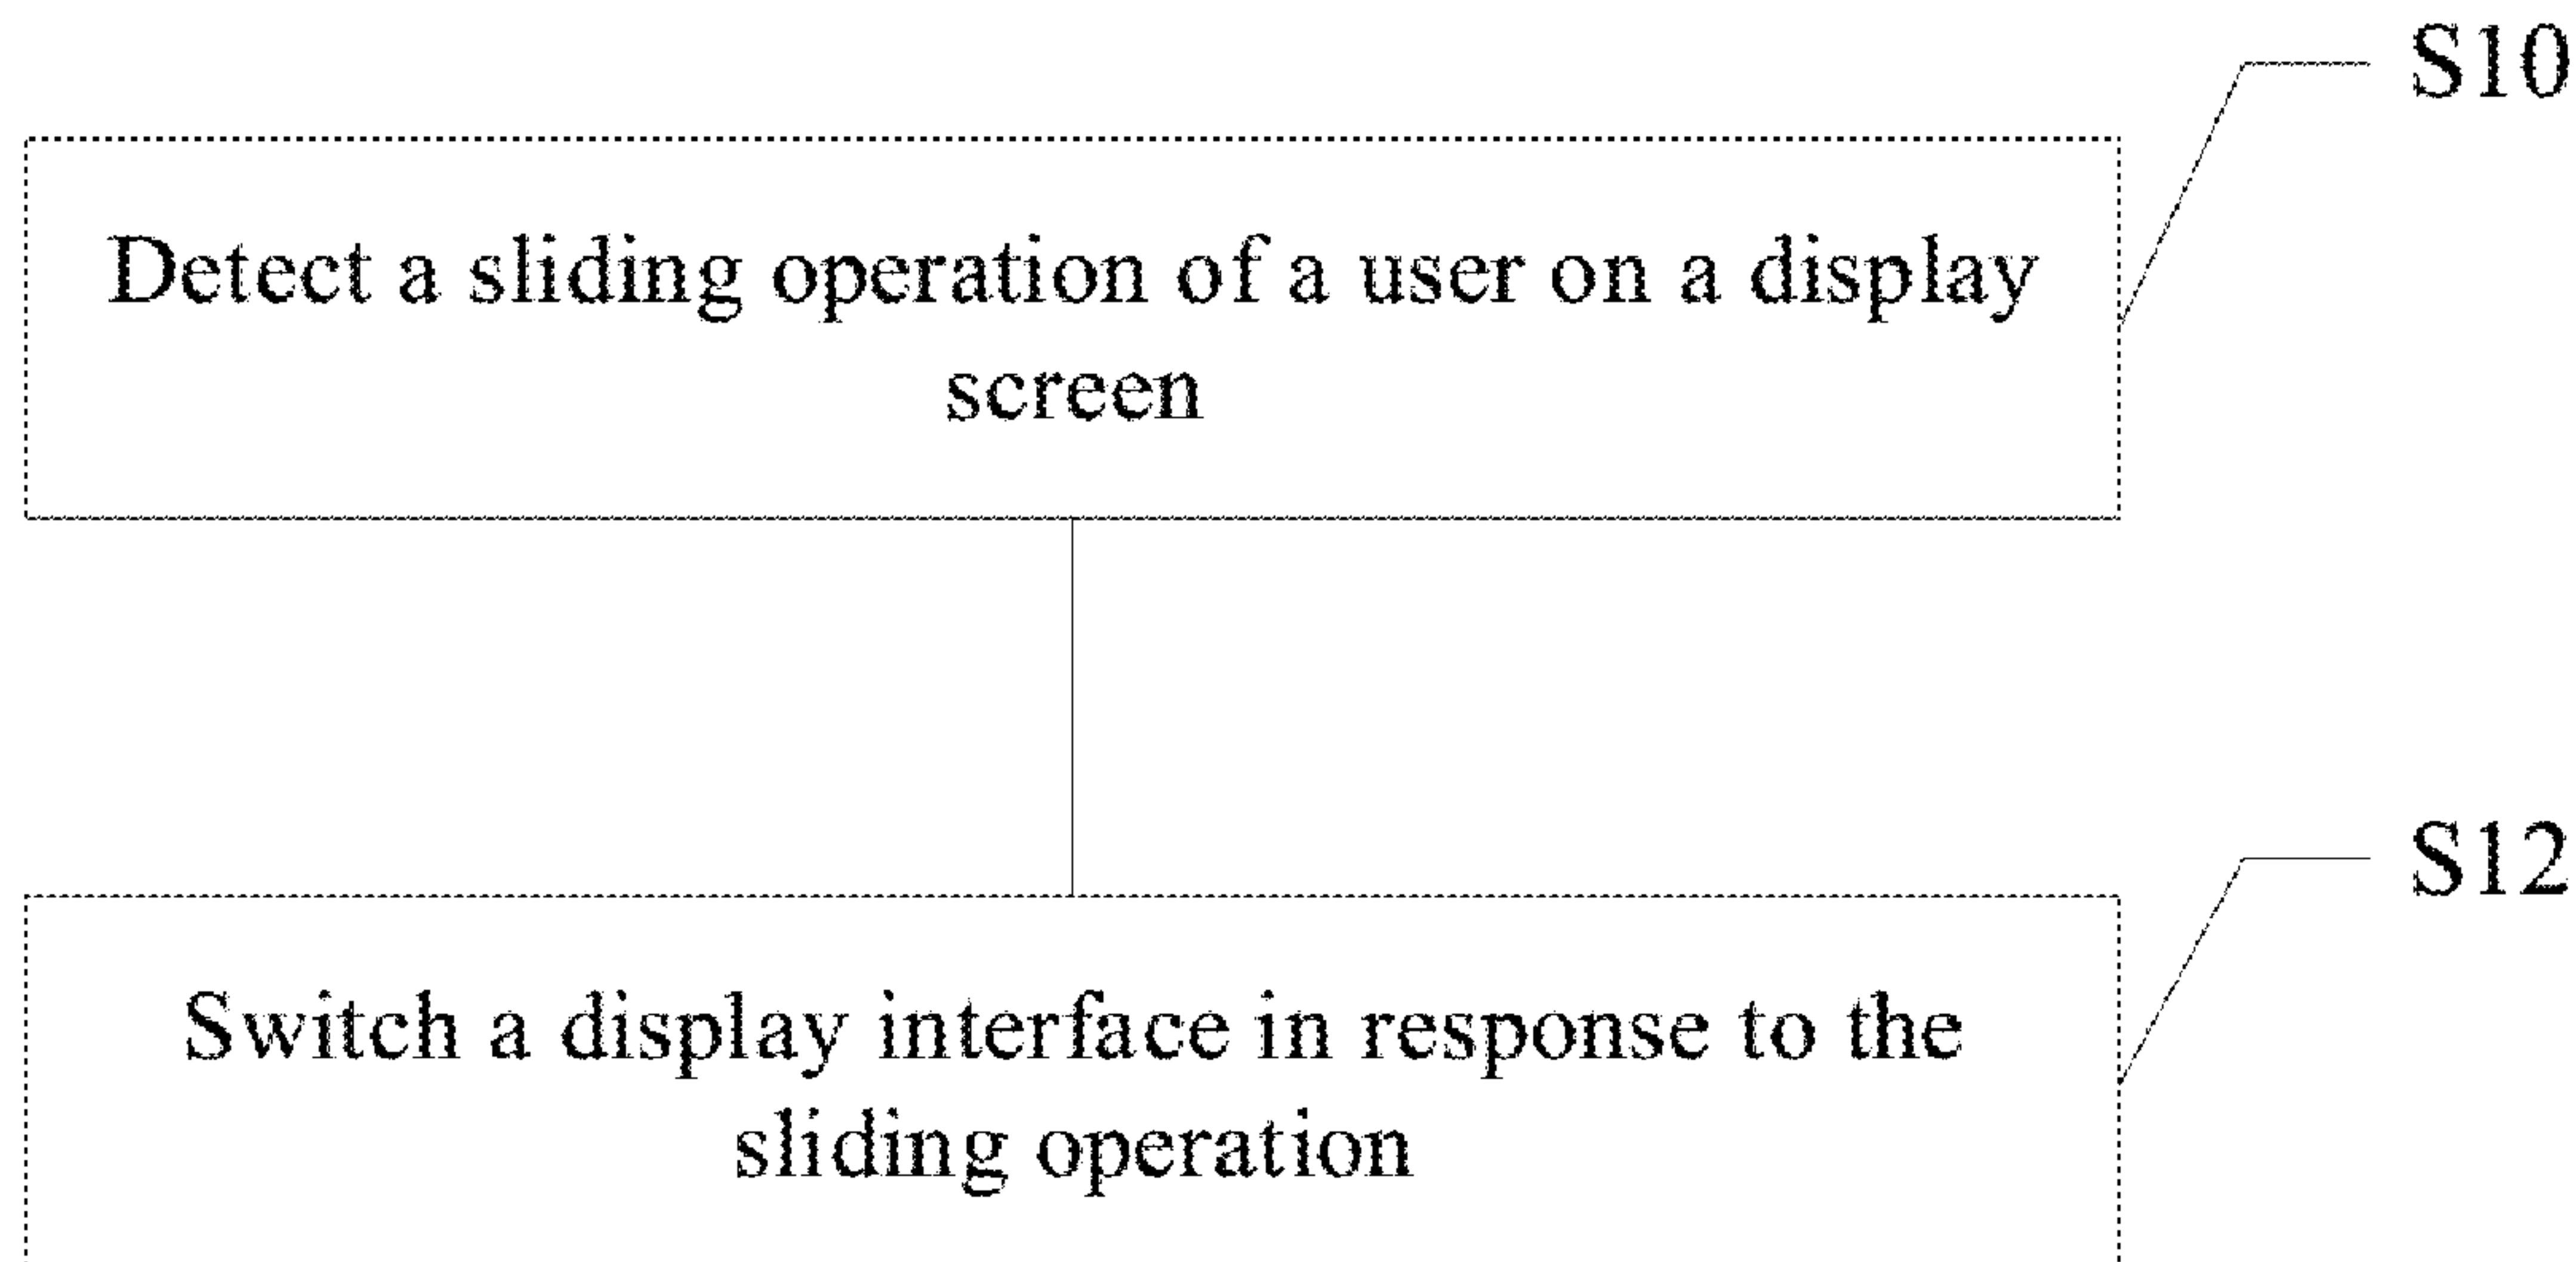 S10
Detect a sliding operation of a user on a display
screen
S12
Switch a display interface in response to the
sliding operation